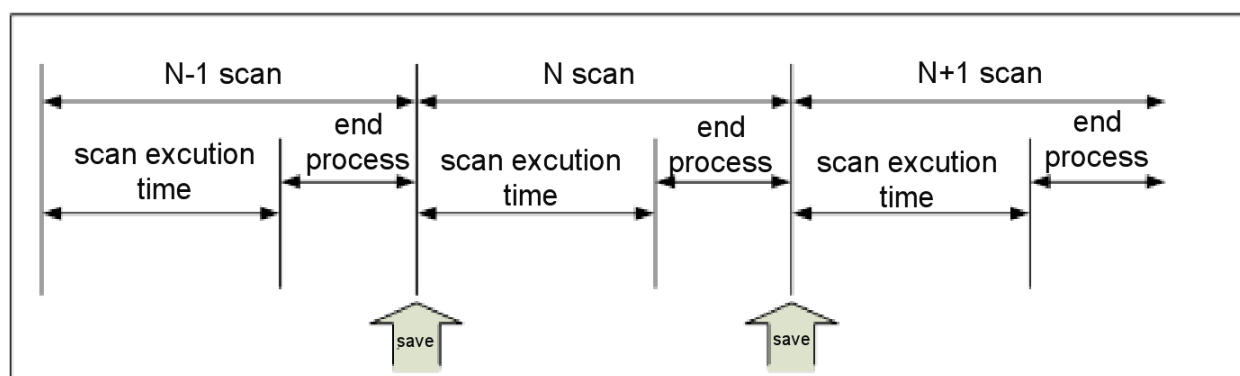 N-1 scan
N scan
N+1 scan
scan excution
time
end
process
scan excution
time
end
process
scan excution
time
end
process
save
save